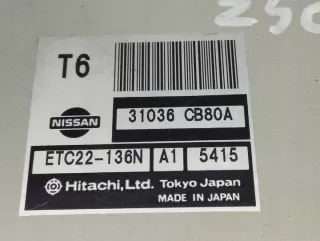 T6
NISSAN
31036 CB80A
ETC22-136N A1 5415
Hitachi,Ltd. Tokyo Japan
MADE IN JAPAN